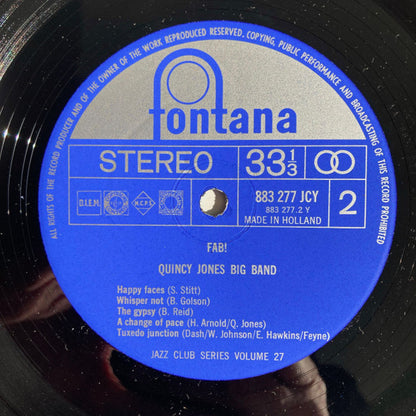 ALL RIGHTS OF THE RECORD PRODUCER AND OF THE OWNER OF THE WORK REPRODUCED RESERVED, COPYING, PUBLIC PERFORMANCE AND BROADCASTING OF THIS RECORD PROHIBITED
fontana
STEREO 33 1/3
B.I.E.M. M.C.P.S. 883 277 JCY 2
883 277.2 Y
MADE IN HOLLAND
FAB!
QUINCY JONES BIG BAND
Happy faces (S. Stitt)
Whisper not (B. Golson)
The gypsy (B. Reid)
A change of pace (H. Arnold/Q. Jones)
Tuxedo junction (Dash/W. Johnson/E. Hawkins/Feyne)
JAZZ CLUB SERIES VOLUME 27